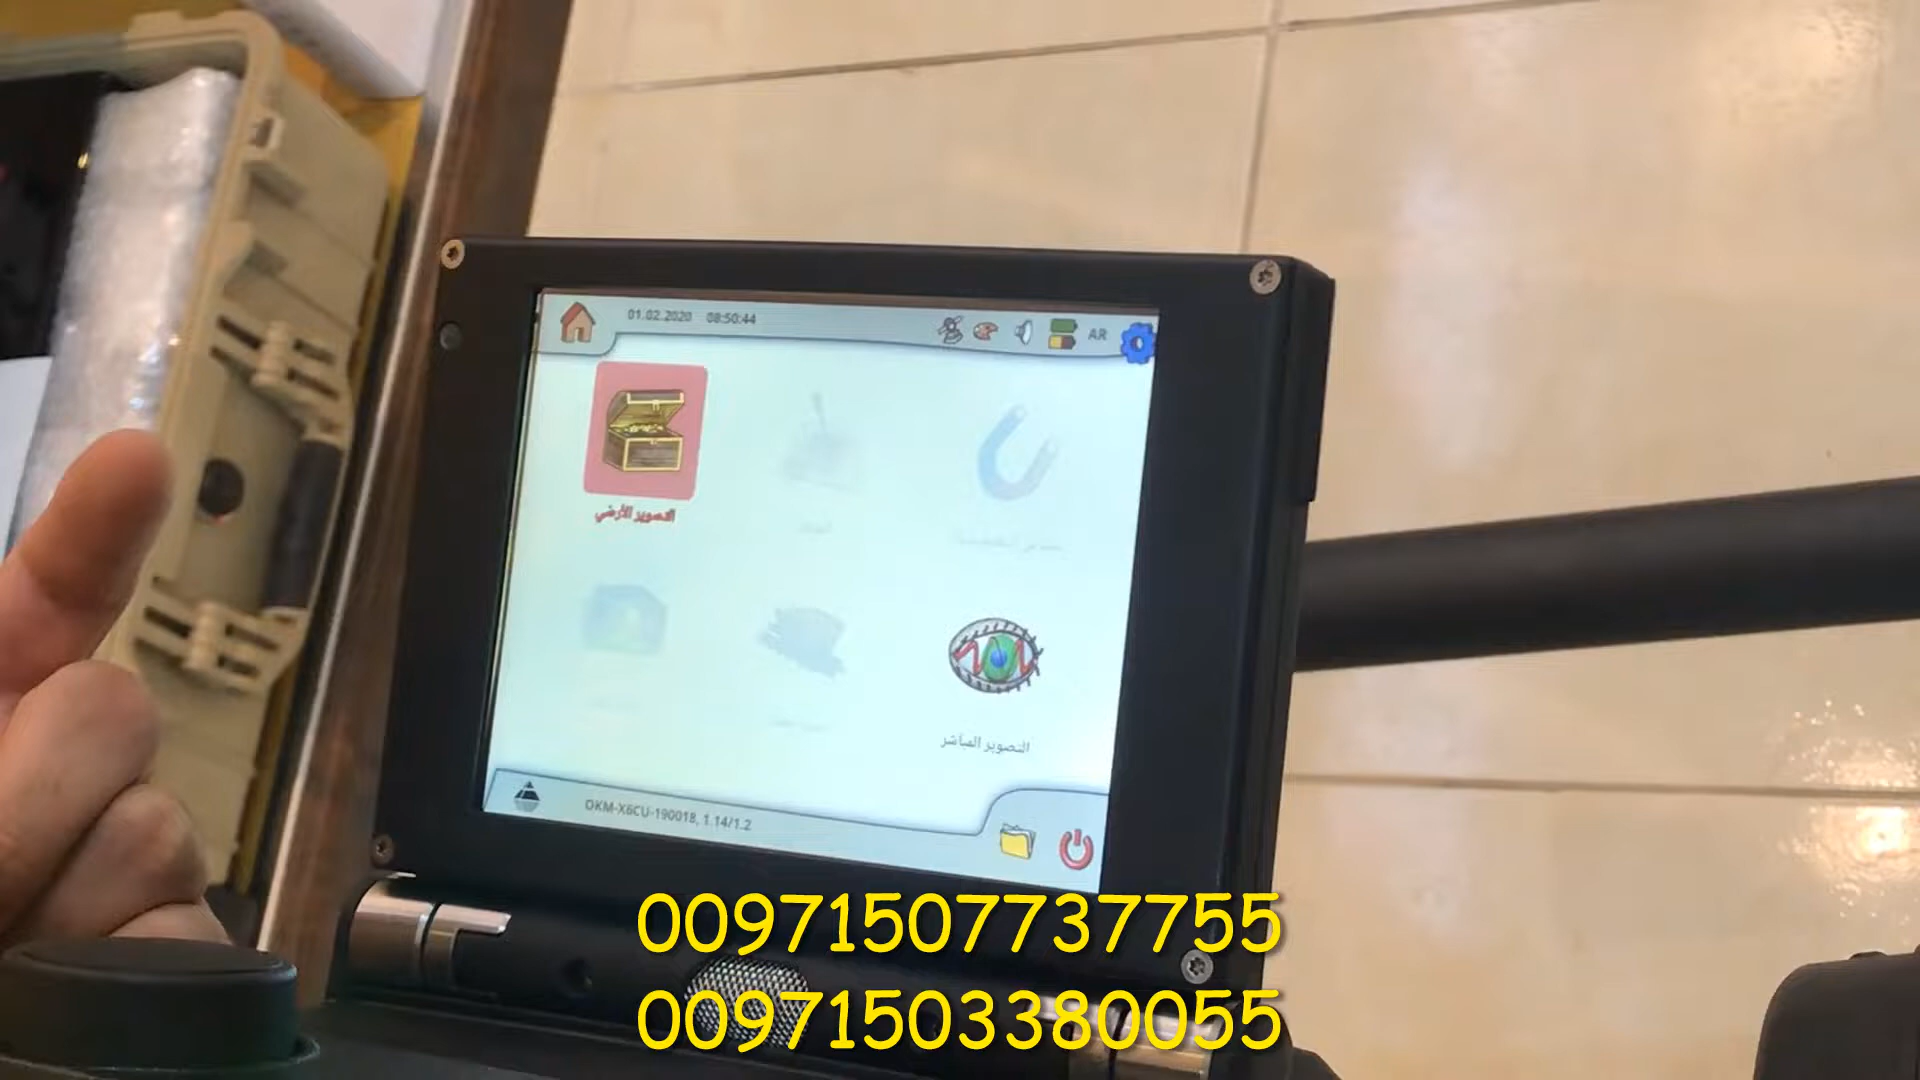 01.02.2020 08:50:44
AR
التصوير الأرضي
التصوير المباشر
OKM-X6CU-190018, 1.14/1.2
00971507737755
00971503380055